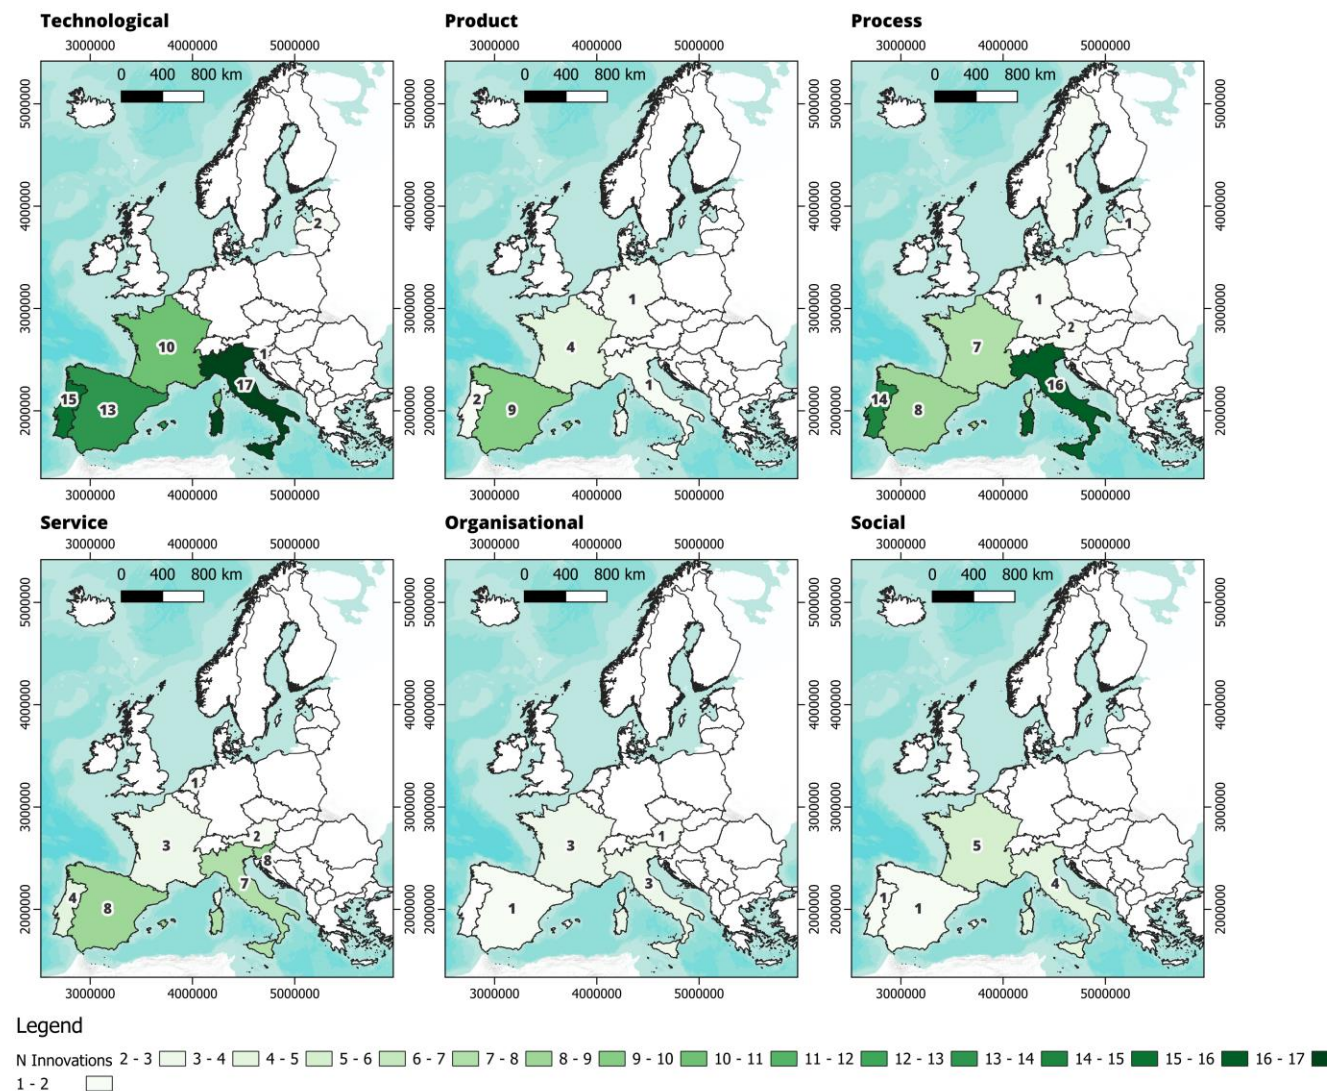 Technological Product Process
3000000 4000000 5000000 3000000 4000000 5000000 3000000 4000000 5000000
0 400 800 km 0 400 800 km 0 400 800 km
5000000 5000000 5000000 5000000
4000000 4000000 4000000 4000000
3000000 3000000 3000000 3000000
2000000 2000000 2000000 2000000
2 10 1 17 15 13
1 4 1 2 9
1 1 1 2 7 16 14 8
3000000 4000000 5000000 3000000 4000000 5000000 3000000 4000000 5000000
Service Organisational Social
3000000 4000000 5000000 3000000 4000000 5000000 3000000 4000000 5000000
0 400 800 km 0 400 800 km 0 400 800 km
5000000 5000000 5000000 5000000
4000000 4000000 4000000 4000000
3000000 3000000 3000000 3000000
2000000 2000000 2000000 2000000
1 2 3 8 7 4 8
1 3 3 1
5 4 1 1
3000000 4000000 5000000 3000000 4000000 5000000 3000000 4000000 5000000
Legend
N Innovations 2 - 3 3 - 4 4 - 5 5 - 6 6 - 7 7 - 8 8 - 9 9 - 10 10 - 11 11 - 12 12 - 13 13 - 14 14 - 15 15 - 16 16 - 17
1 - 2